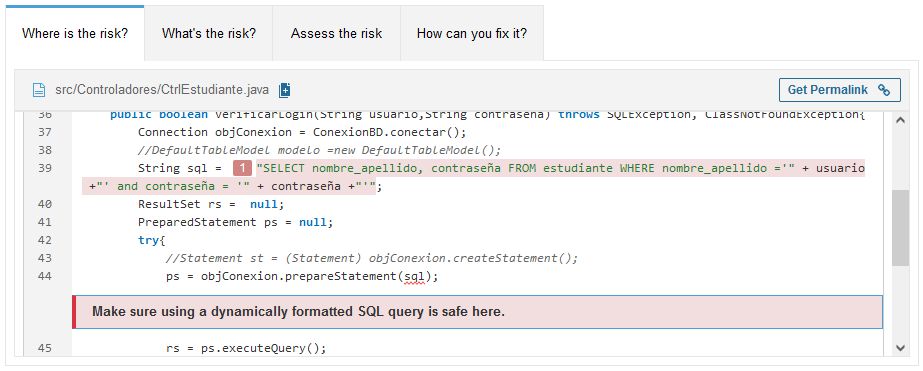 Where is the risk?
What's the risk?
Assess the risk
How can you fix it?
src/Controladores/CtrlEstudiante.java
Get Permalink
36 public boolean verificarLogin(String usuario,String contraseña) throws SQLException, ClassNotFoundException{
37 Connection objConexion = ConexionBD.conectar();
38 //DefaultTableModel modelo =new DefaultTableModel();
39 String sql = 1 "SELECT nombre_apellido, contraseña FROM estudiante WHERE nombre_apellido ='" + usuario
+"' and contraseña = '" + contraseña +"'";
40 ResultSet rs = null;
41 PreparedStatement ps = null;
42 try{
43 //Statement st = (Statement) objConexion.createStatement();
44 ps = objConexion.prepareStatement(sql);
Make sure using a dynamically formatted SQL query is safe here.
45 rs = ps.executeQuery();